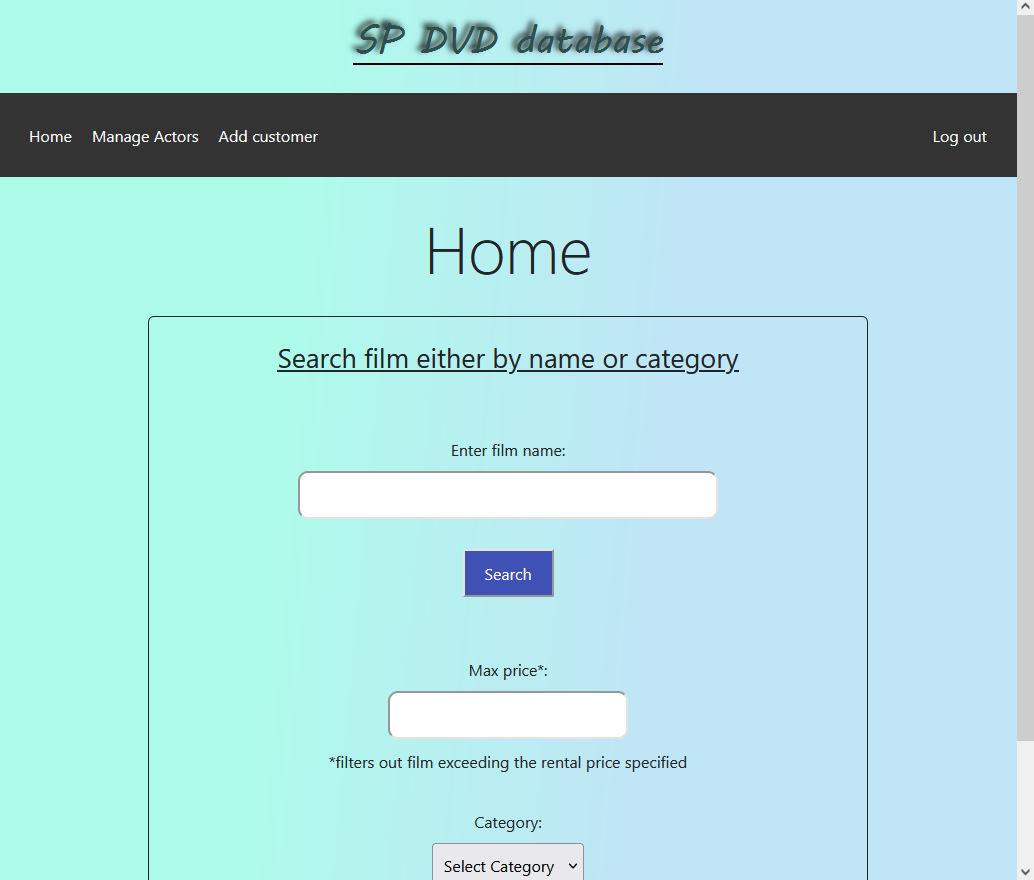 SP DVD database
Home Manage Actors Add customer Log out
Home
Search film either by name or category
Enter film name:
Search
Max price*:
*filters out film exceeding the rental price specified
Category:
Select Category